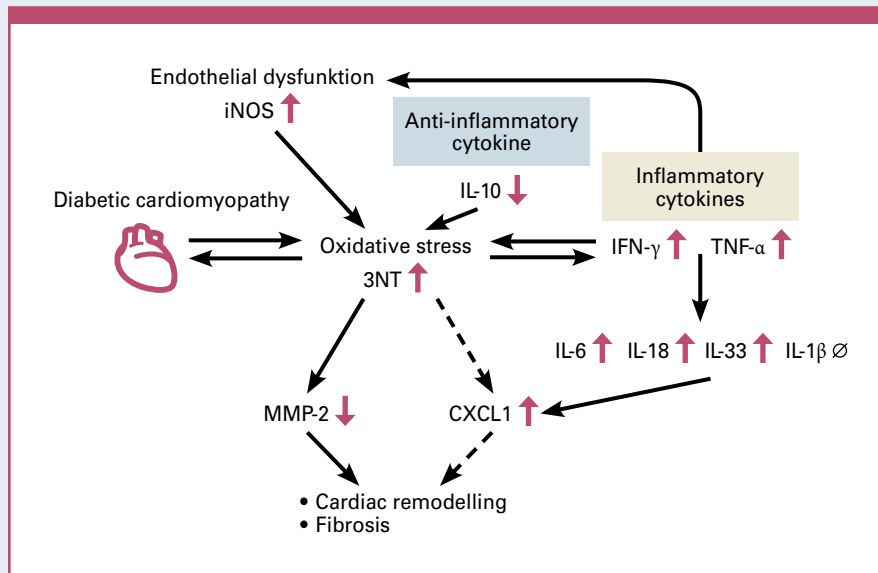 Endothelial dysfunktion
iNOS
Anti-inflammatory
cytokine
IL-10
Inflammatory
cytokines
Diabetic cardiomyopathy
Oxidative stress
3NT
IFN-γ TNF-α
IL-6 IL-18 IL-33 IL-1β Ø
MMP-2
CXCL1
• Cardiac remodelling
• Fibrosis